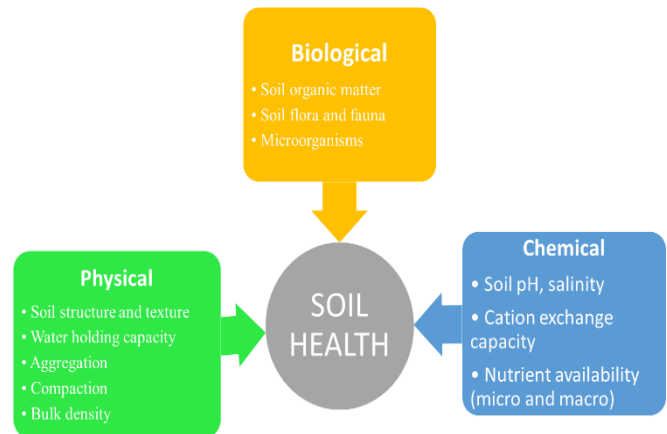 Biological
• Soil organic matter
• Soil flora and fauna
• Microorganisms
Physical
• Soil structure and texture
• Water holding capacity
• Aggregation
• Compaction
• Bulk density
SOIL
HEALTH
Chemical
• Soil pH, salinity
• Cation exchange
capacity
• Nutrient availability
(micro and macro)